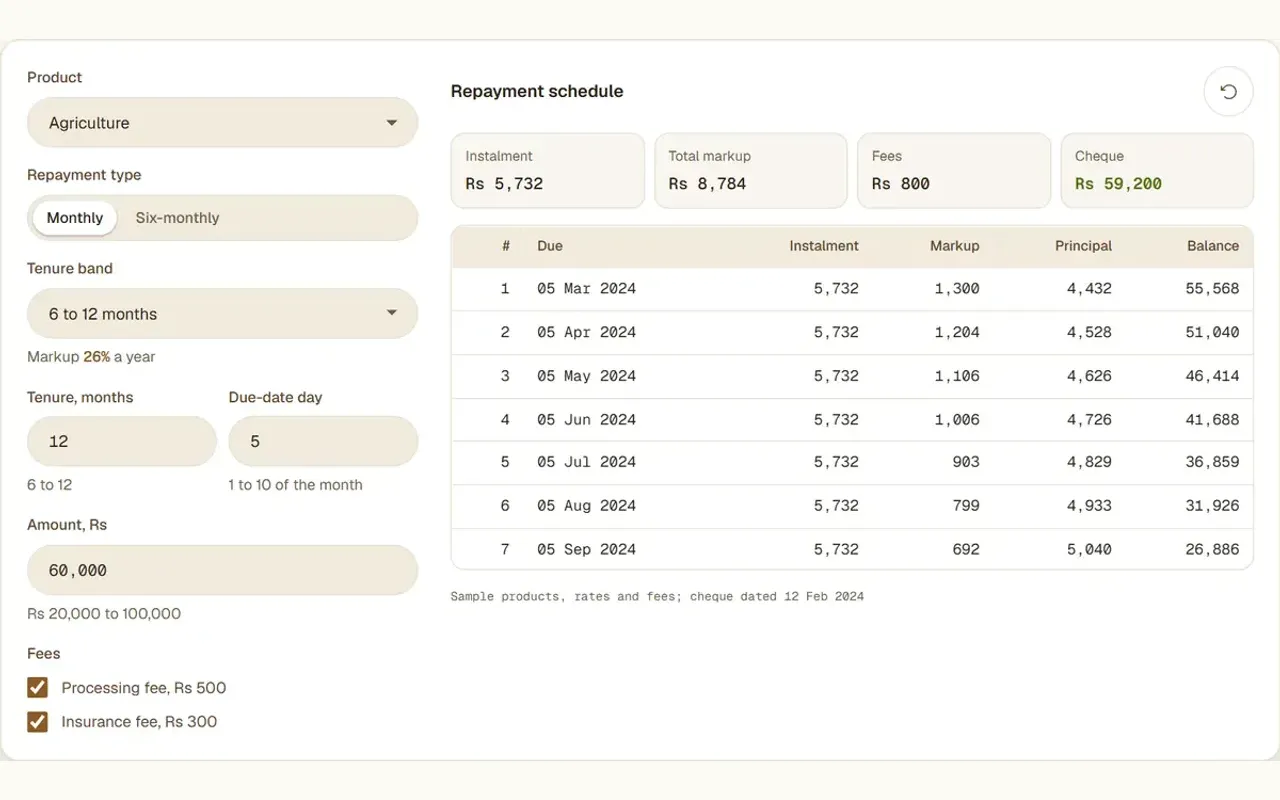 Product
Agriculture
Repayment type
Monthly Six-monthly
Tenure band
6 to 12 months
Markup 26% a year
Tenure, months Due-date day
12 5
6 to 12 1 to 10 of the month
Amount, Rs
60,000
Rs 20,000 to 100,000
Fees
Processing fee, Rs 500
Insurance fee, Rs 300
Repayment schedule
Instalment Total markup Fees Cheque
Rs 5,732 Rs 8,784 Rs 800 Rs 59,200
# Due Instalment Markup Principal Balance
1 05 Mar 2024 5,732 1,300 4,432 55,568
2 05 Apr 2024 5,732 1,204 4,528 51,040
3 05 May 2024 5,732 1,106 4,626 46,414
4 05 Jun 2024 5,732 1,006 4,726 41,688
5 05 Jul 2024 5,732 903 4,829 36,859
6 05 Aug 2024 5,732 799 4,933 31,926
7 05 Sep 2024 5,732 692 5,040 26,886
Sample products, rates and fees; cheque dated 12 Feb 2024